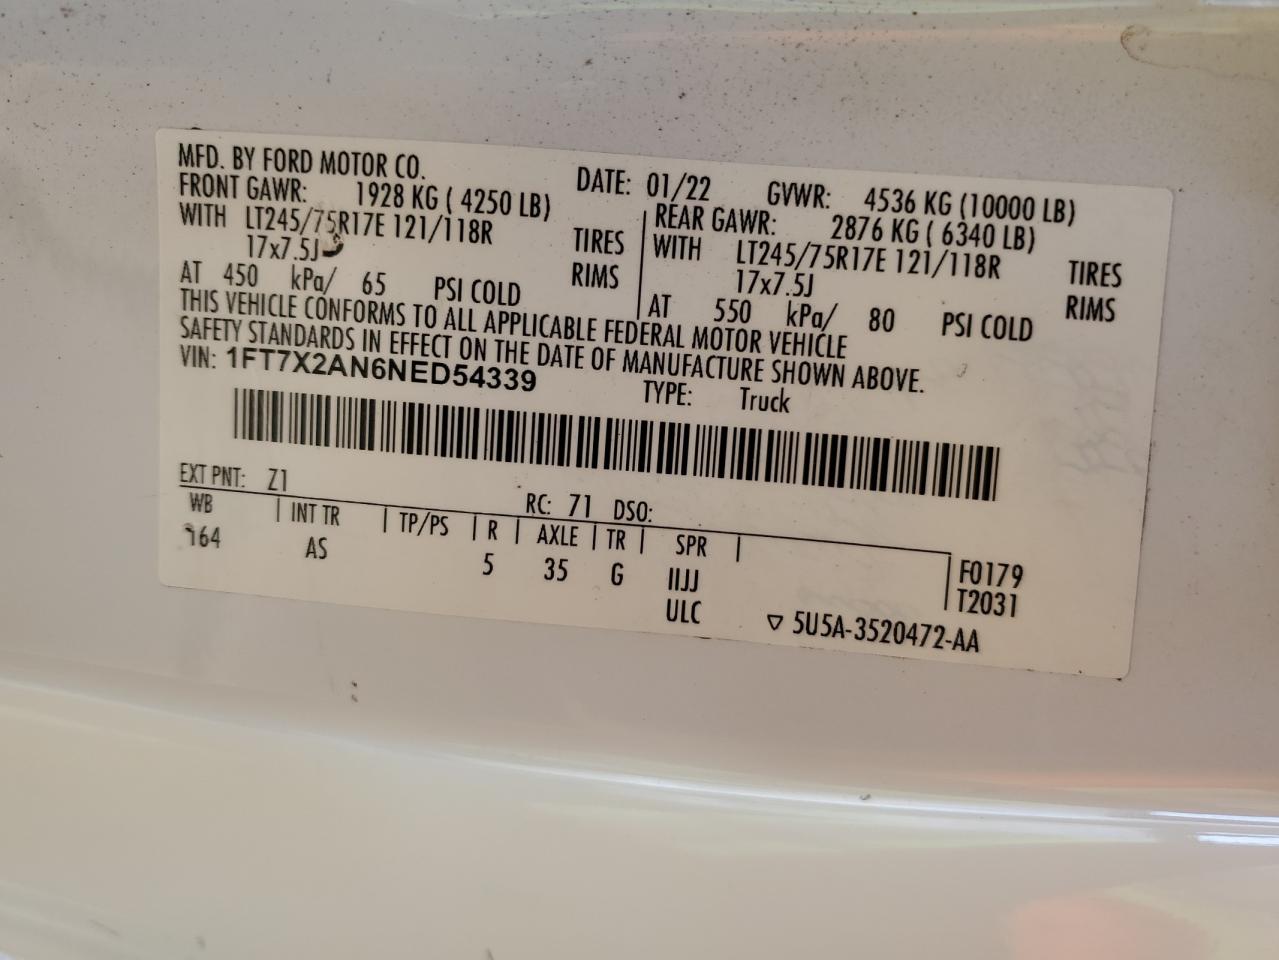 MFD. BY FORD MOTOR CO. DATE: 01/22 GVWR: 4536 KG (10000 LB)
FRONT GAWR: 1928 KG ( 4250 LB) REAR GAWR: 2876 KG ( 6340 LB)
WITH LT245/75R17E 121/118R TIRES WITH LT245/75R17E 121/118R TIRES
17x7.5J RIMS 17x7.5J RIMS
AT 450 kPa/ 65 PSI COLD AT 550 kPa/ 80 PSI COLD
THIS VEHICLE CONFORMS TO ALL APPLICABLE FEDERAL MOTOR VEHICLE
SAFETY STANDARDS IN EFFECT ON THE DATE OF MANUFACTURE SHOWN ABOVE.
VIN: 1FT7X2AN6NED54339 TYPE: Truck
EXT PNT: Z1 RC: 71 DSO:
WB | INT TR | TP/PS | R | AXLE | TR | SPR |
164 AS 5 35 G IIJJ F0179
ULC T2031
▽ 5U5A-3520472-AA